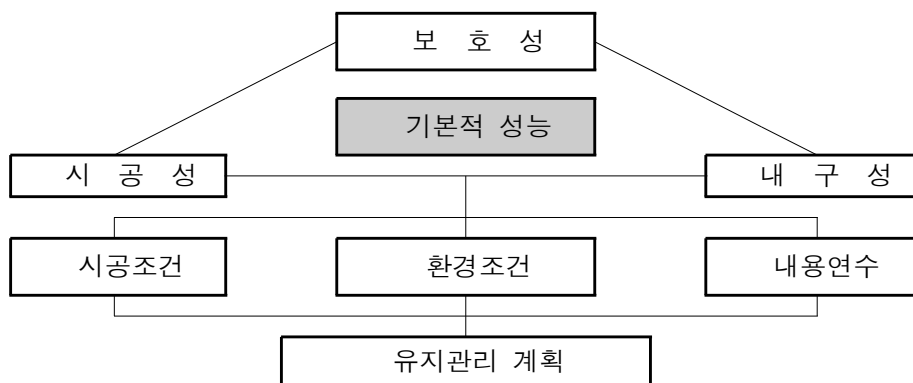 보 호 성
기본적 성능
시 공 성
내 구 성
시공조건
환경조건
내용연수
유지관리 계획